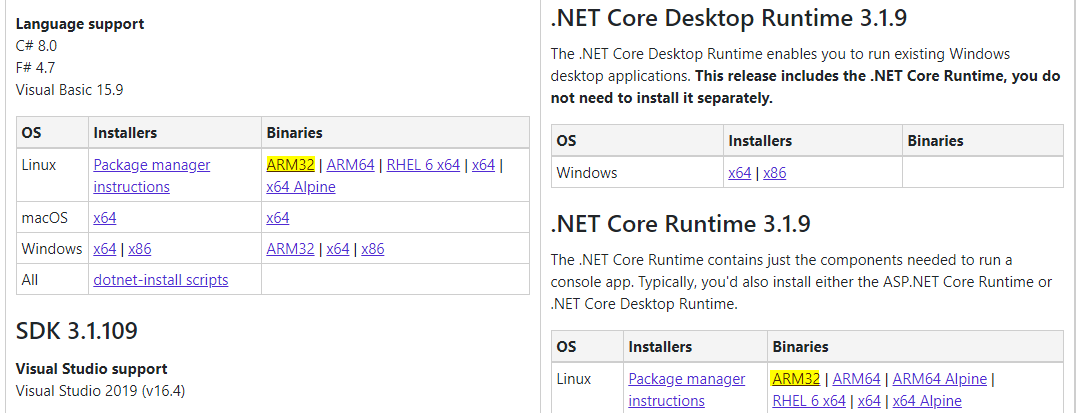 Language support
C# 8.0
F# 4.7
Visual Basic 15.9
OS Installers Binaries
Linux Package manager instructions ARM32 | ARM64 | RHEL 6 x64 | x64 | x64 Alpine
macOS x64 x64
Windows x64 | x86 ARM32 | x64 | x86
All dotnet-install scripts
SDK 3.1.109
Visual Studio support
Visual Studio 2019 (v16.4)
.NET Core Desktop Runtime 3.1.9
The .NET Core Desktop Runtime enables you to run existing Windows
desktop applications. This release includes the .NET Core Runtime, you do
not need to install it separately.
OS Installers Binaries
Windows x64 | x86
.NET Core Runtime 3.1.9
The .NET Core Runtime contains just the components needed to run a
console app. Typically, you'd also install either the ASP.NET Core Runtime or
.NET Core Desktop Runtime.
OS Installers Binaries
Linux Package manager instructions ARM32 | ARM64 | ARM64 Alpine | RHEL 6 x64 | x64 | x64 Alpine